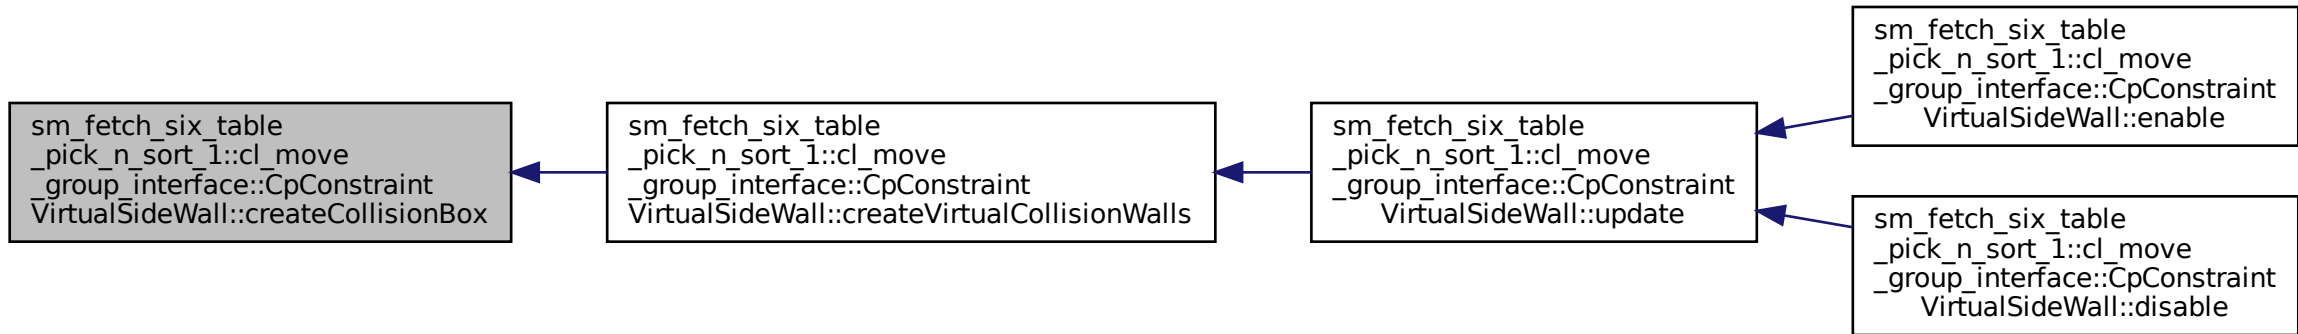 sm_fetch_six_table
_pick_n_sort_1::cl_move
_group_interface::CpConstraint
VirtualSideWall::createCollisionBox
sm_fetch_six_table
_pick_n_sort_1::cl_move
_group_interface::CpConstraint
VirtualSideWall::createVirtualCollisionWalls
sm_fetch_six_table
_pick_n_sort_1::cl_move
_group_interface::CpConstraint
VirtualSideWall::update
sm_fetch_six_table
_pick_n_sort_1::cl_move
_group_interface::CpConstraint
VirtualSideWall::enable
sm_fetch_six_table
_pick_n_sort_1::cl_move
_group_interface::CpConstraint
VirtualSideWall::disable